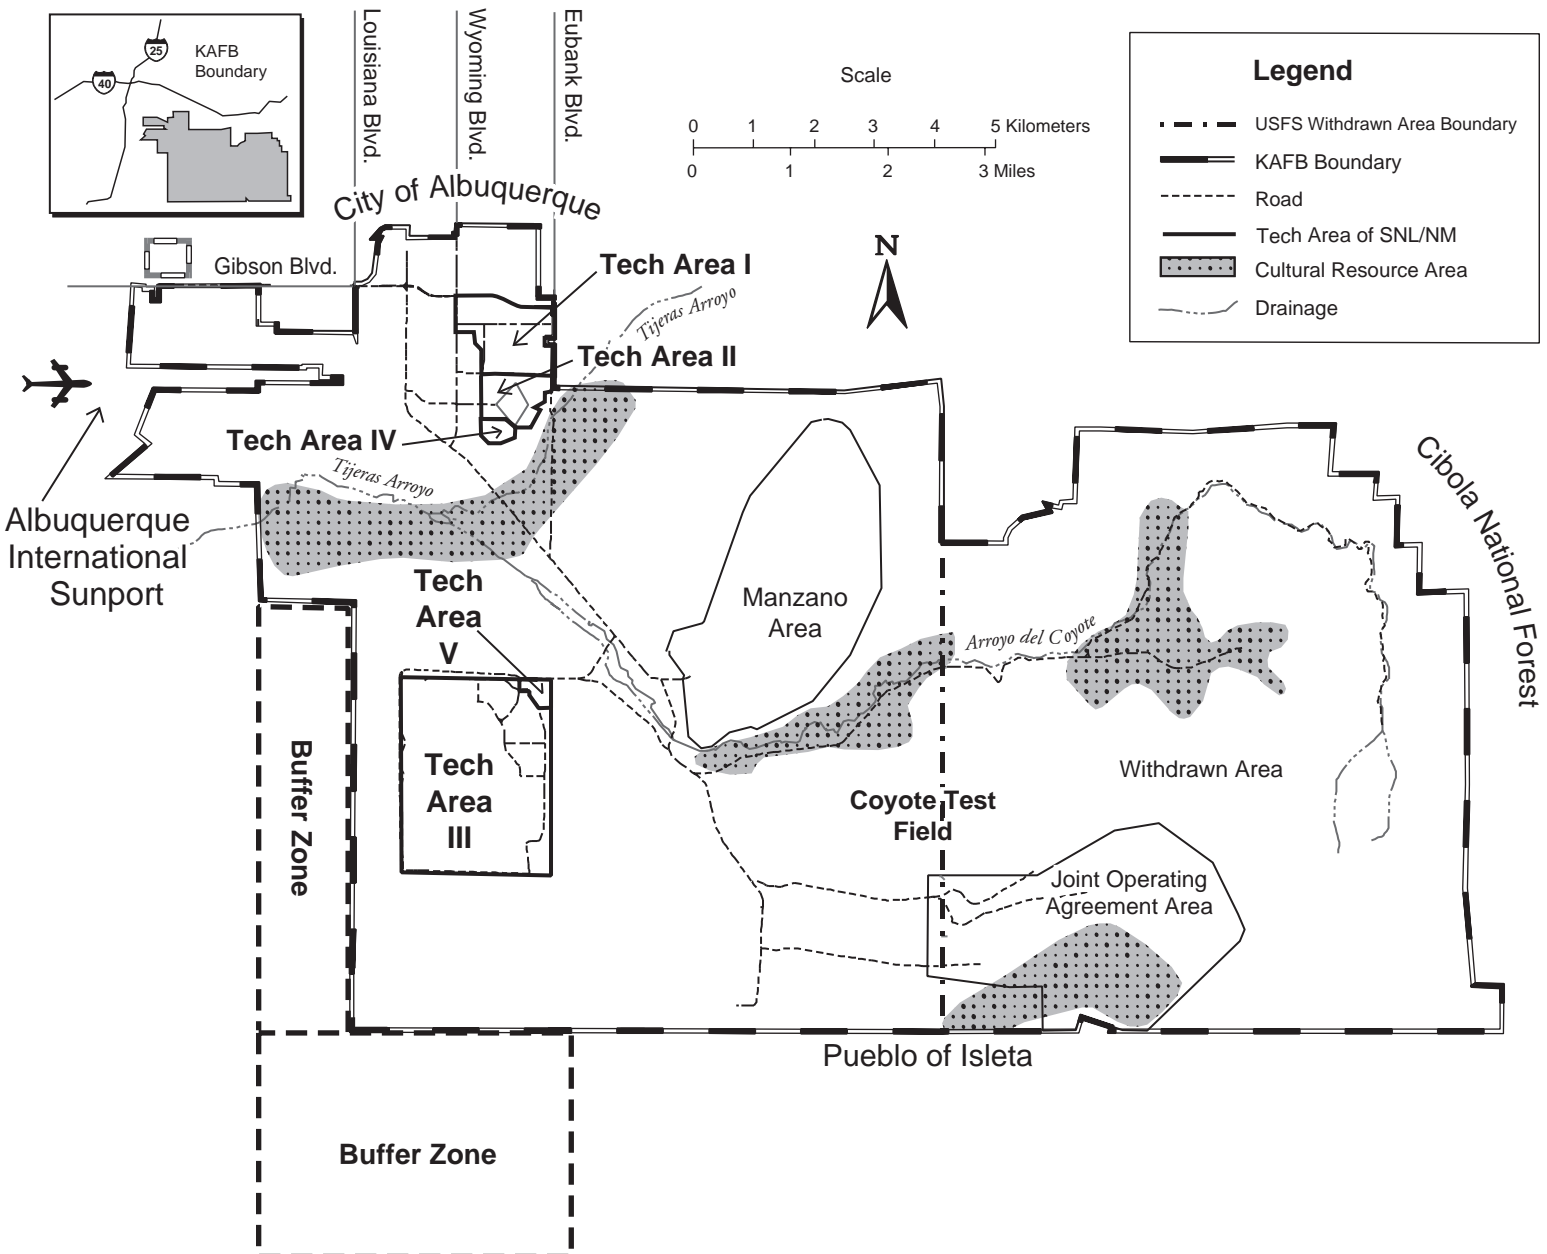 25
KAFB
Boundary
40
Louisiana Blvd.
Wyoming Blvd.
Eubank Blvd.
Scale
0 1 2 3 4 5 Kilometers
0 1 2 3 Miles
Legend
USFS Withdrawn Area Boundary
KAFB Boundary
Road
Tech Area of SNL/NM
Cultural Resource Area
Drainage
City of Albuquerque
N
Gibson Blvd.
Tech Area I
Tijeras Arroyo
Tech Area II
Tech Area IV
Tijeras Arroyo
Albuquerque
International
Sunport
Cibola National Forest
Tech
Area
V
Manzano
Area
Arroyo del Coyote
Buffer Zone
Tech
Area
III
Withdrawn Area
Coyote Test
Field
Joint Operating
Agreement Area
Pueblo of Isleta
Buffer Zone